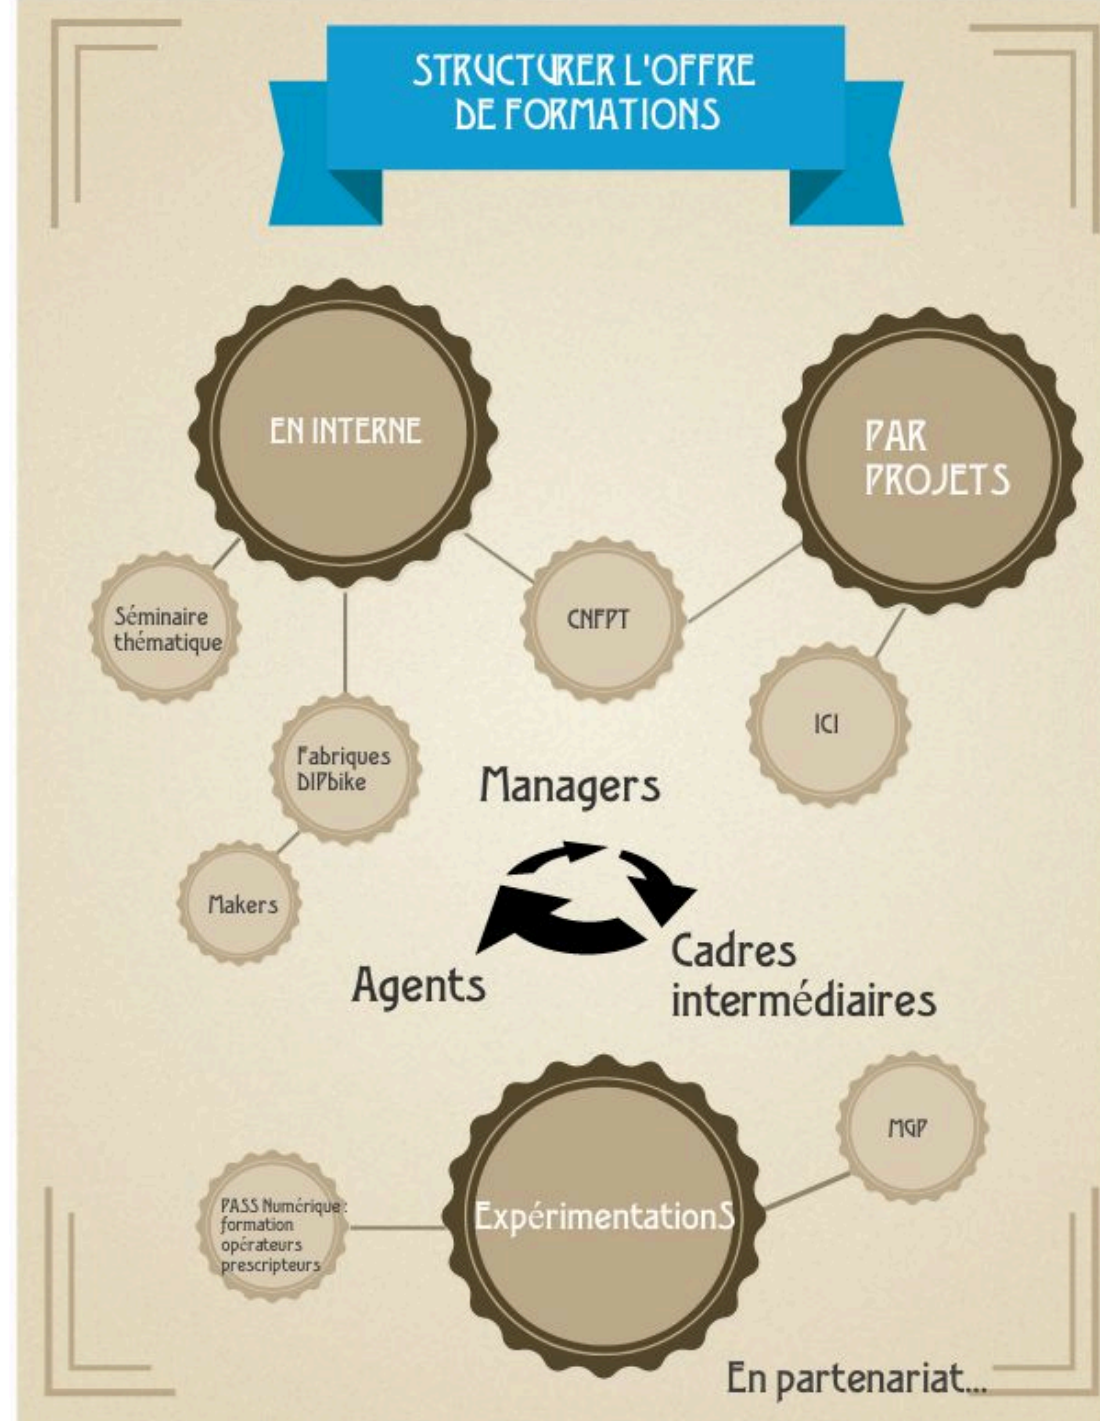 STRUCTURER L'OFFRE
DE FORMATIONS
EN INTERNE
PAR
PROJETS
Séminaire
thématique
CNFPT
ICI
Fabriques
DIPbike
Makers
Managers
Agents
Cadres
intermédiaires
MGP
PASS Numérique :
formation
opérateurs
prescripteurs
ExpérimentationS
En partenariat...